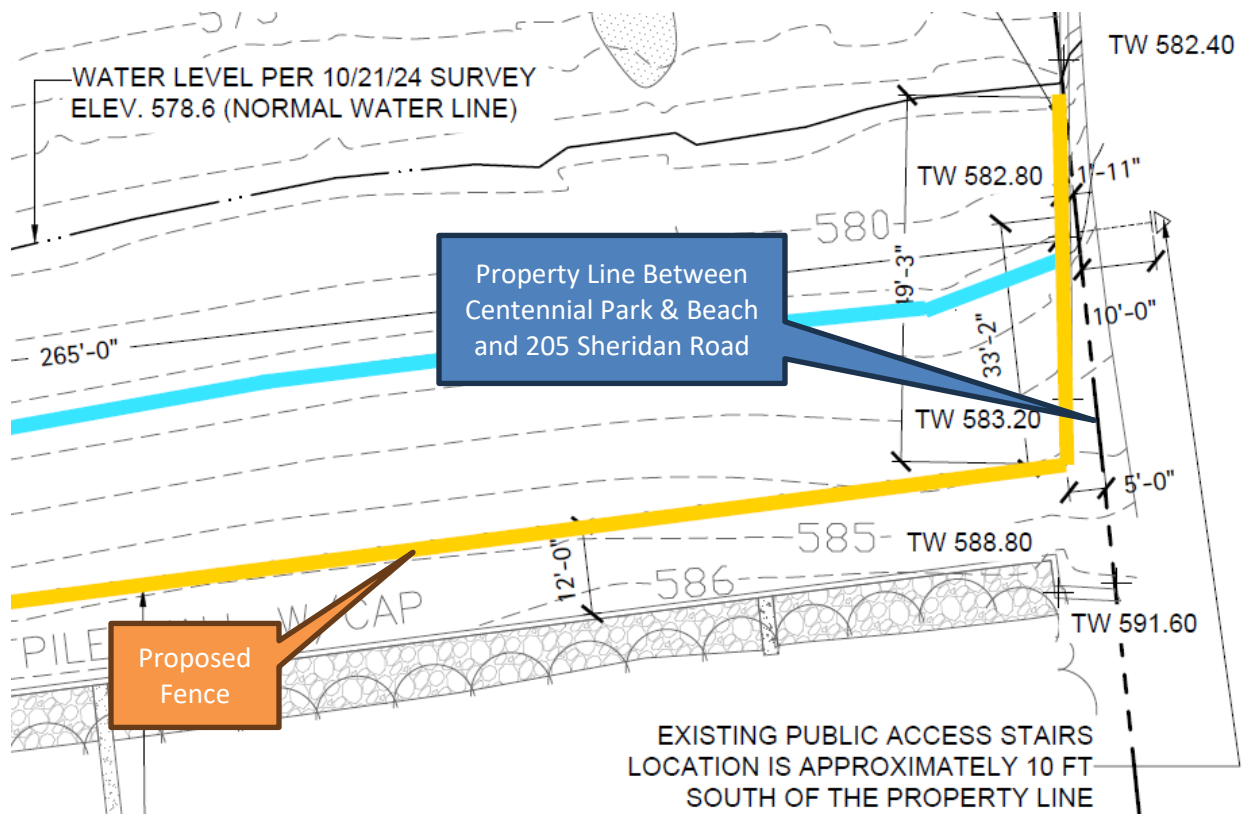 573
TW 582.40
WATER LEVEL PER 10/21/24 SURVEY
ELEV. 578.6 (NORMAL WATER LINE)
TW 582.80
1'-11"
580
Property Line Between
Centennial Park & Beach
and 205 Sheridan Road
49'-3"
33'-2"
10'-0"
265'-0"
TW 583.20
5'-0"
585
TW 588.80
12'-0"
586
CAP
TW 591.60
Proposed
Fence
EXISTING PUBLIC ACCESS STAIRS
LOCATION IS APPROXIMATELY 10 FT
SOUTH OF THE PROPERTY LINE